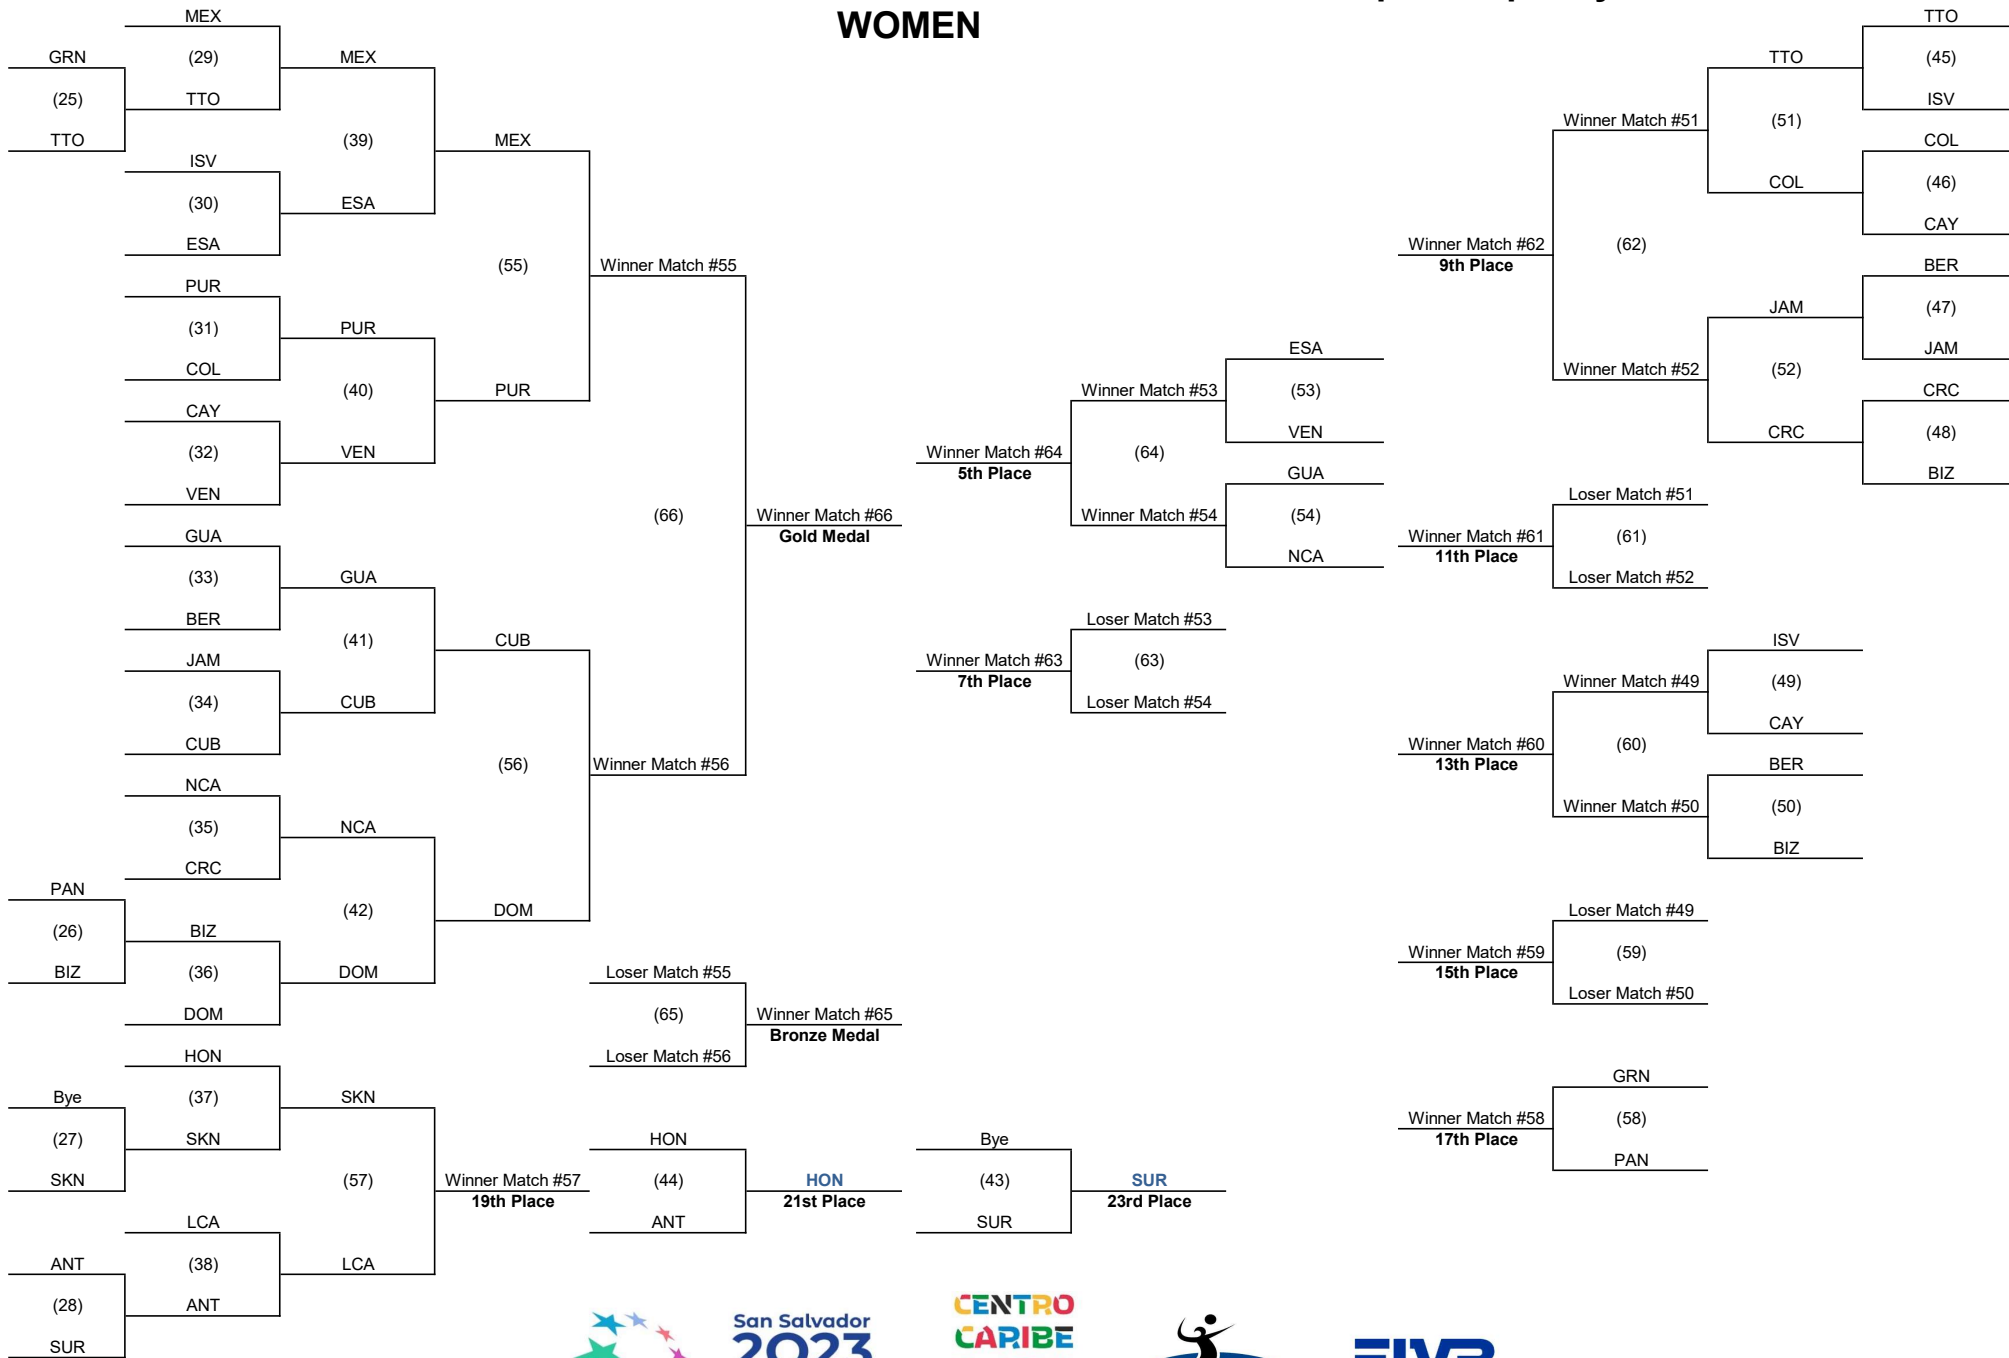 WOMEN
MEX
GRN
(29)
MEX
(25)
TTO
TTO
(39)
MEX
ISV
(30)
ESA
ESA
(55)
Winner Match #55
PUR
(31)
PUR
COL
(40)
PUR
CAY
(32)
VEN
VEN
(66)
Winner Match #66
Gold Medal
GUA
(33)
GUA
BER
(41)
CUB
JAM
(34)
CUB
CUB
(56)
Winner Match #56
NCA
(35)
NCA
CRC
PAN
(42)
DOM
(26)
BIZ
BIZ
(36)
DOM
DOM
Loser Match #55
(65)
Winner Match #65
Bronze Medal
Loser Match #56
HON
Bye
(37)
SKN
(27)
SKN
SKN
(57)
Winner Match #57
19th Place
LCA
ANT
(38)
LCA
(28)
ANT
SUR
HON
(44)
HON
21st Place
ANT
Bye
(43)
SUR
23rd Place
SUR
ESA
Winner Match #53
(53)
VEN
Winner Match #64
5th Place
(64)
GUA
Winner Match #54
(54)
NCA
Loser Match #53
Winner Match #63
7th Place
(63)
Loser Match #54
TTO
TTO
(45)
ISV
Winner Match #51
(51)
COL
COL
(46)
CAY
Winner Match #62
9th Place
(62)
BER
JAM
(47)
JAM
Winner Match #52
(52)
CRC
CRC
(48)
BIZ
Loser Match #51
Winner Match #61
11th Place
(61)
Loser Match #52
ISV
Winner Match #49
(49)
CAY
Winner Match #60
13th Place
(60)
BER
Winner Match #50
(50)
BIZ
Loser Match #49
Winner Match #59
15th Place
(59)
Loser Match #50
GRN
Winner Match #58
17th Place
(58)
PAN
San Salvador
2023
CENTRO
CARIBE
FIVB